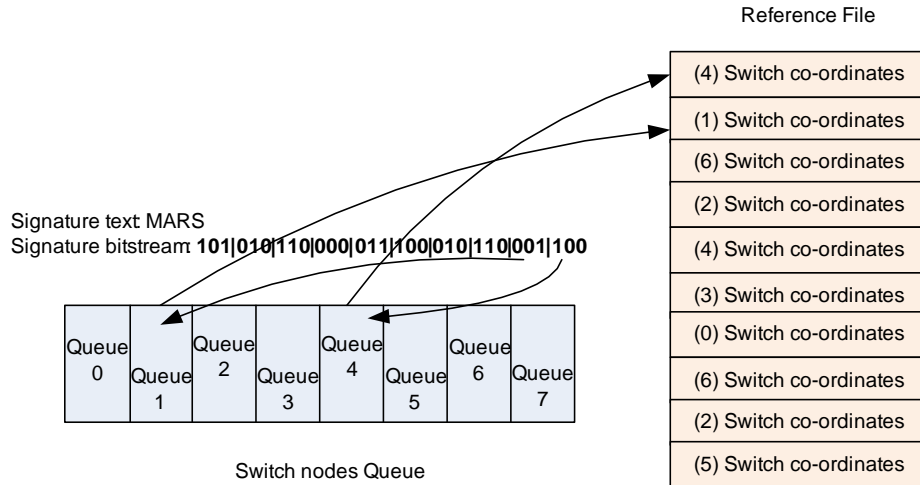 Reference File
(4) Switch co-ordinates
(1) Switch co-ordinates
(6) Switch co-ordinates
(2) Switch co-ordinates
(4) Switch co-ordinates
(3) Switch co-ordinates
(0) Switch co-ordinates
(6) Switch co-ordinates
(2) Switch co-ordinates
(5) Switch co-ordinates
Signature text: MARS
Signature bitstream: 101|010|110|000|011|100|010|110|001|100
Queue
0
Queue
1
Queue
2
Queue
3
Queue
4
Queue
5
Queue
6
Queue
7
Switch nodes Queue